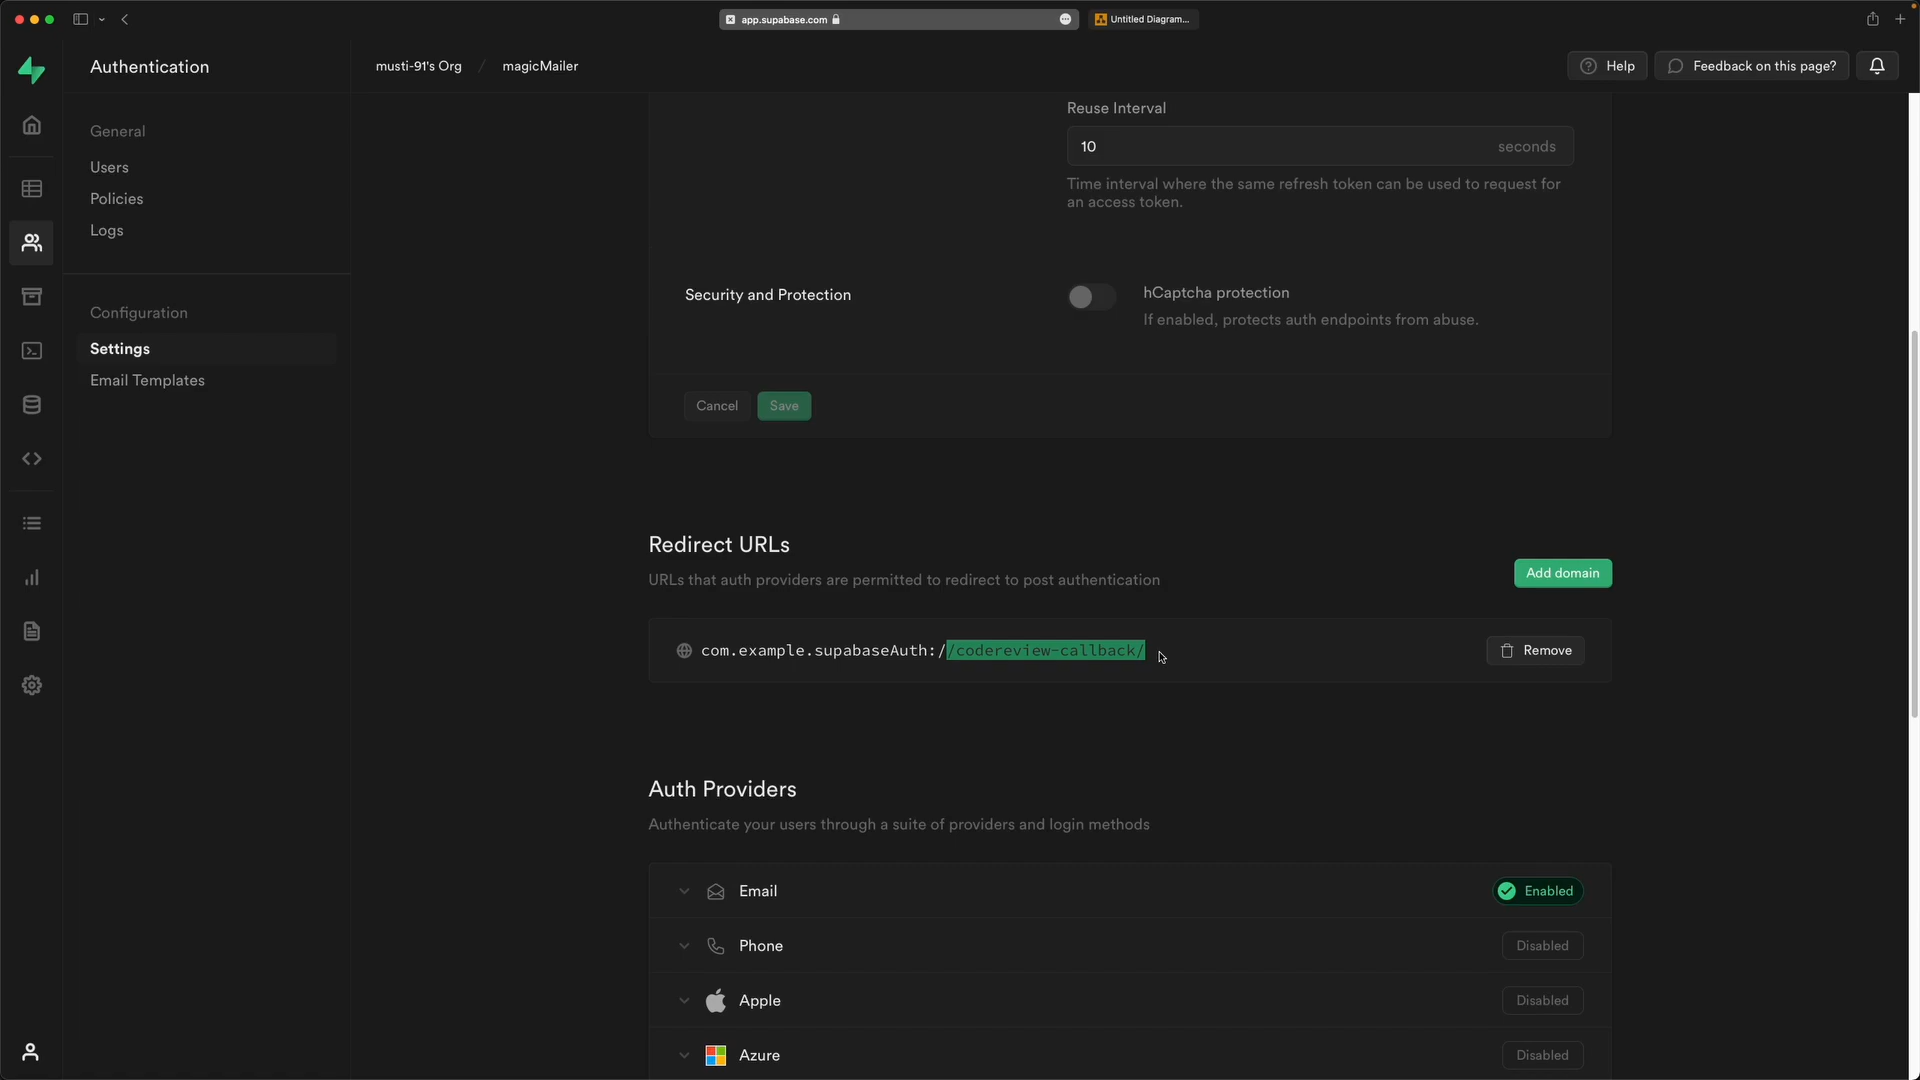 app.supabase.com
Untitled Diagram...
Authentication
musti-91's Org / magicMailer
Help
Feedback on this page?
General
Users
Policies
Logs
Configuration
Settings
Email Templates
Reuse Interval
10 seconds
Time interval where the same refresh token can be used to request for
an access token.
Security and Protection
hCaptcha protection
If enabled, protects auth endpoints from abuse.
Cancel
Save
Redirect URLs
URLs that auth providers are permitted to redirect to post authentication
Add domain
com.example.supabaseAuth://codereview-callback/
Remove
Auth Providers
Authenticate your users through a suite of providers and login methods
Email Enabled
Phone Disabled
Apple Disabled
Azure Disabled